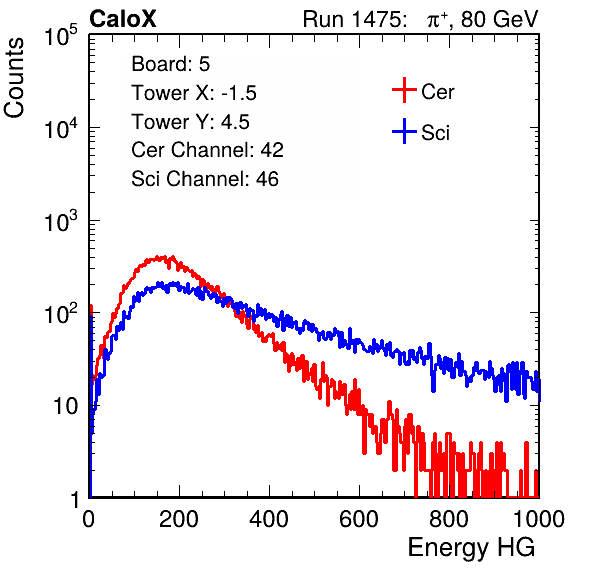 CaloX Run 1475: π⁺, 80 GeV
Board: 5
Tower X: -1.5
Tower Y: 4.5
Cer Channel: 42
Sci Channel: 46
Cer
Sci
Counts
10⁵
10⁴
10³
10²
10
1
0 200 400 600 800 1000
Energy HG